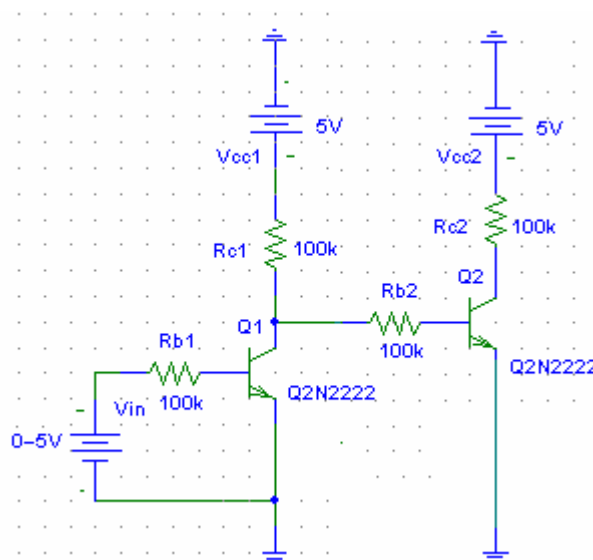 5V
5V
Vcc1
Vcc2
Rc1
100k
Rc2
100k
Q1
Rb2
Q2
Rb1
100k
Q2N2222
100k
Q2N2222
Vin
0-5V